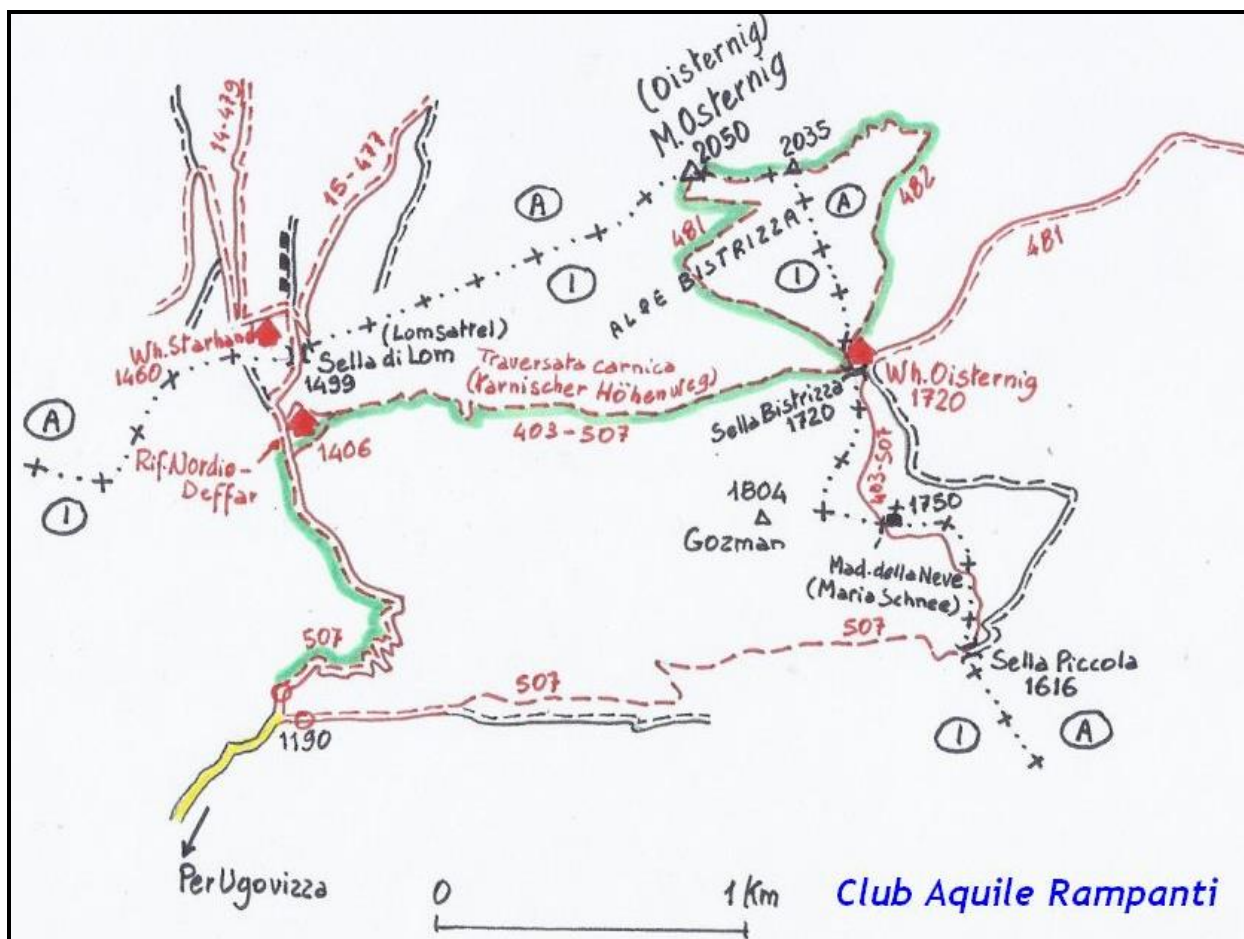 (Oisternig)
M. Osternig
2050
2035
14-479
15-477
A
A
482
481
ALPE BISTRIZZA
481
I
I
(Lomsattel)
Wh. Starhand
1460
Sella di Lom
1499
Traversata carnica
(Karnischer Höhenweg)
Wh. Oisternig
1720
Sella Bistrizza
1720
A
403-507
1406
Rif. Nordio-
Deffar
403-507
I
1804
Gozman
1750
Mad. della Neve
(Maria Schnee)
507
507
Sella Piccola
1616
507
1190
I
A
Per Ugovizza
0
1 Km
Club Aquile Rampanti